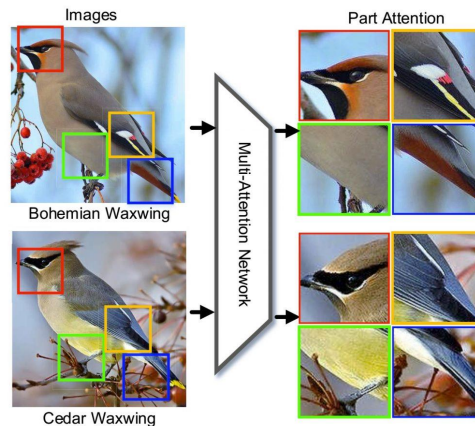 Images
Part Attention
Bohemian Waxwing
Multi-Attention Network
Cedar Waxwing